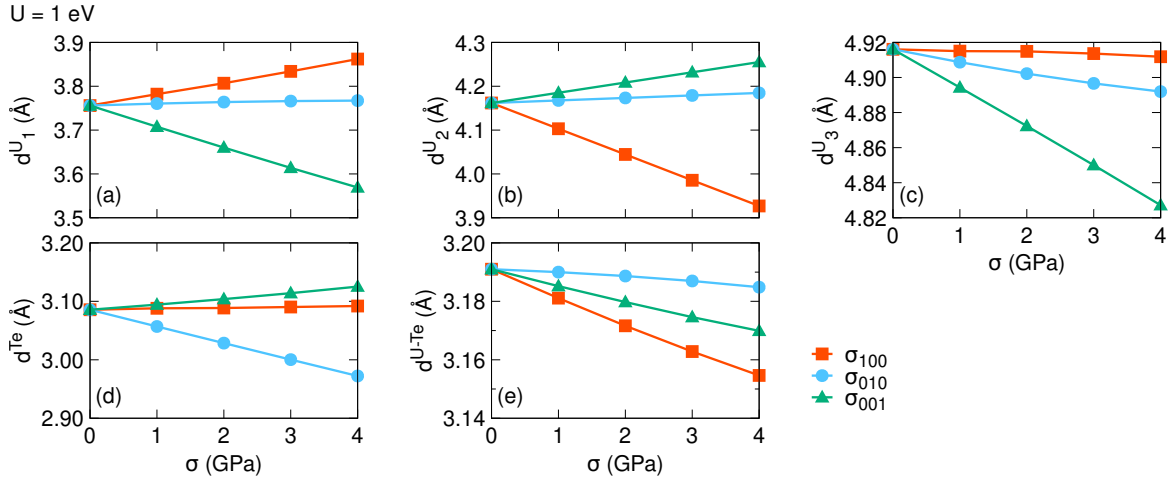 U = 1 eV
3.9
3.8
3.7
3.6
3.5
d^U_1 (Å)
(a)
4.3
4.2
4.1
4.0
3.9
d^U_2 (Å)
(b)
4.92
4.90
4.88
4.86
4.84
4.82
d^U_3 (Å)
(c)
0 1 2 3 4
σ (GPa)
3.20
3.10
3.00
2.90
d^Te (Å)
(d)
0 1 2 3 4
σ (GPa)
3.20
3.18
3.16
3.14
d^U-Te (Å)
(e)
0 1 2 3 4
σ (GPa)
σ_100
σ_010
σ_001